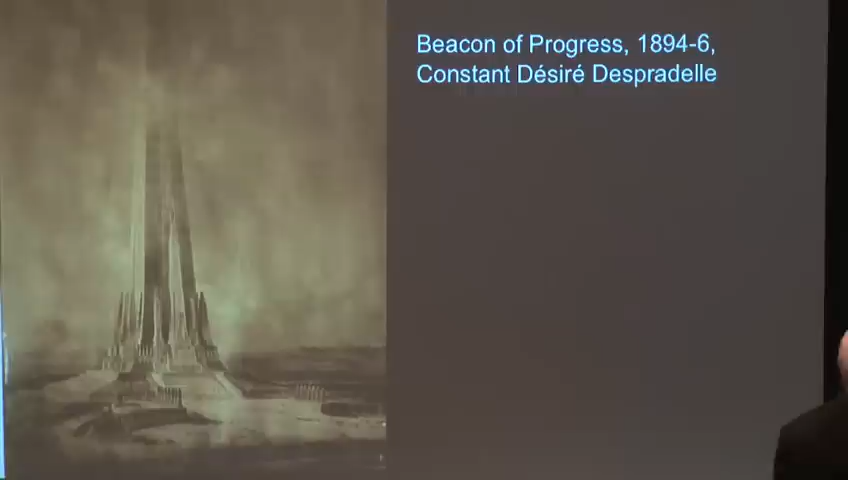 Beacon of Progress, 1894-6,
Constant Désiré Despradelle